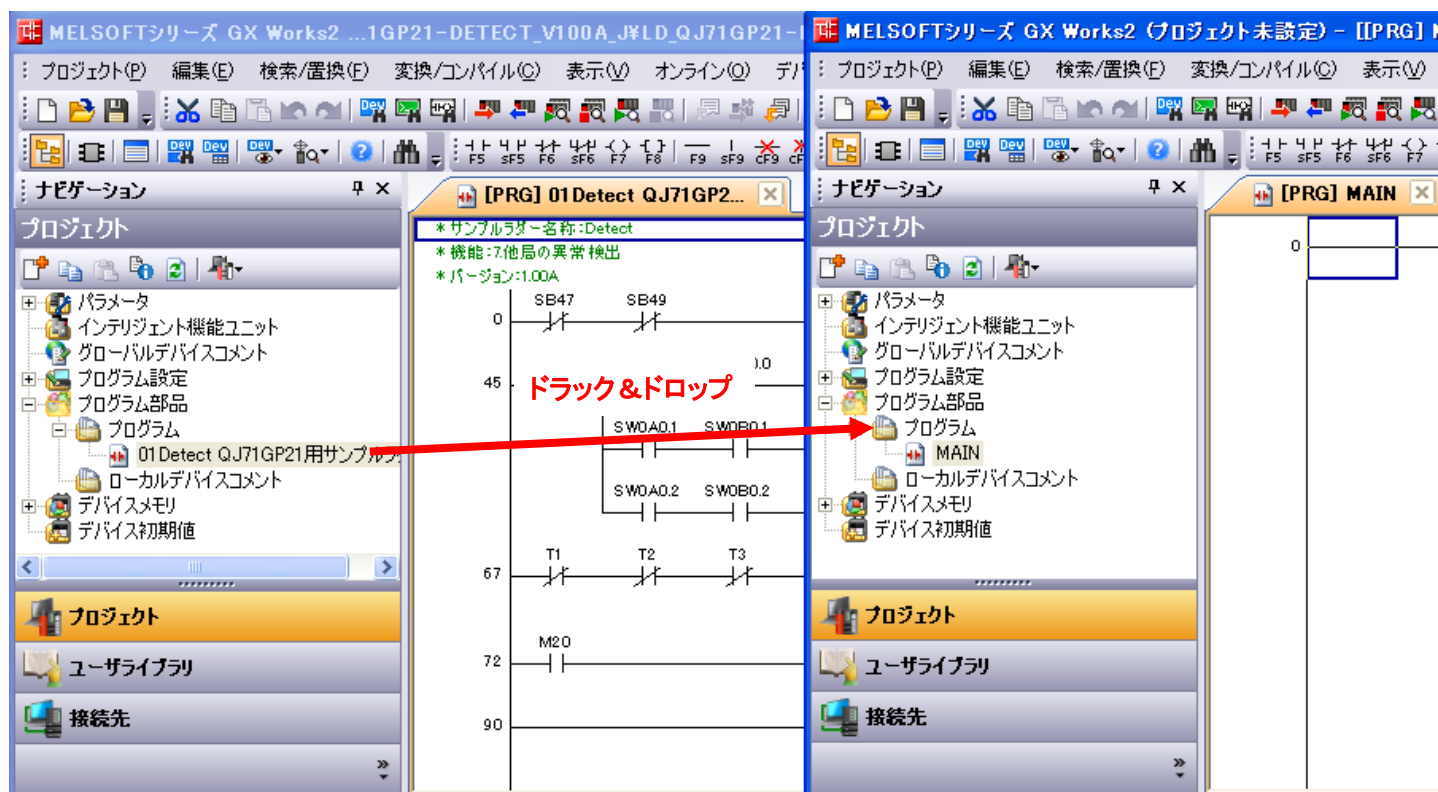 MELSOFTシリーズ GX Works2 ...1GP21-DETECT_V100A_J¥LD_QJ71GP21-
プロジェクト(P) 編集(E) 検索/置換(F) 変換/コンパイル(C) 表示(V) オンライン(O) デ
F5 sF5 F6 sF6 F7 F8 F9 sF9 cF9
ナビゲーション
プロジェクト
パラメータ
インテリジェント機能ユニット
グローバルデバイスコメント
プログラム設定
プログラム部品
プログラム
01Detect QJ71GP21用サンプル
ローカルデバイスコメント
デバイスメモリ
デバイス初期値
プロジェクト
ユーザライブラリ
接続先
[PRG] 01Detect QJ71GP2...
*サンプルラダー名称:Detect
*機能:7.他局の異常検出
*バージョン:1.00A
SB47 SB49
0
45
ドラック&ドロップ
SW0A0.1 SW0B0.1
SW0A0.2 SW0B0.2
T1 T2 T3
67
M20
72
90
MELSOFTシリーズ GX Works2 (プロジェクト未設定) - [[PRG]
プロジェクト(P) 編集(E) 検索/置換(F) 変換/コンパイル(C) 表示(V)
F5 sF5 F6 sF6 F7
ナビゲーション
プロジェクト
パラメータ
インテリジェント機能ユニット
グローバルデバイスコメント
プログラム設定
プログラム部品
プログラム
MAIN
ローカルデバイスコメント
デバイスメモリ
デバイス初期値
プロジェクト
ユーザライブラリ
接続先
[PRG] MAIN
0